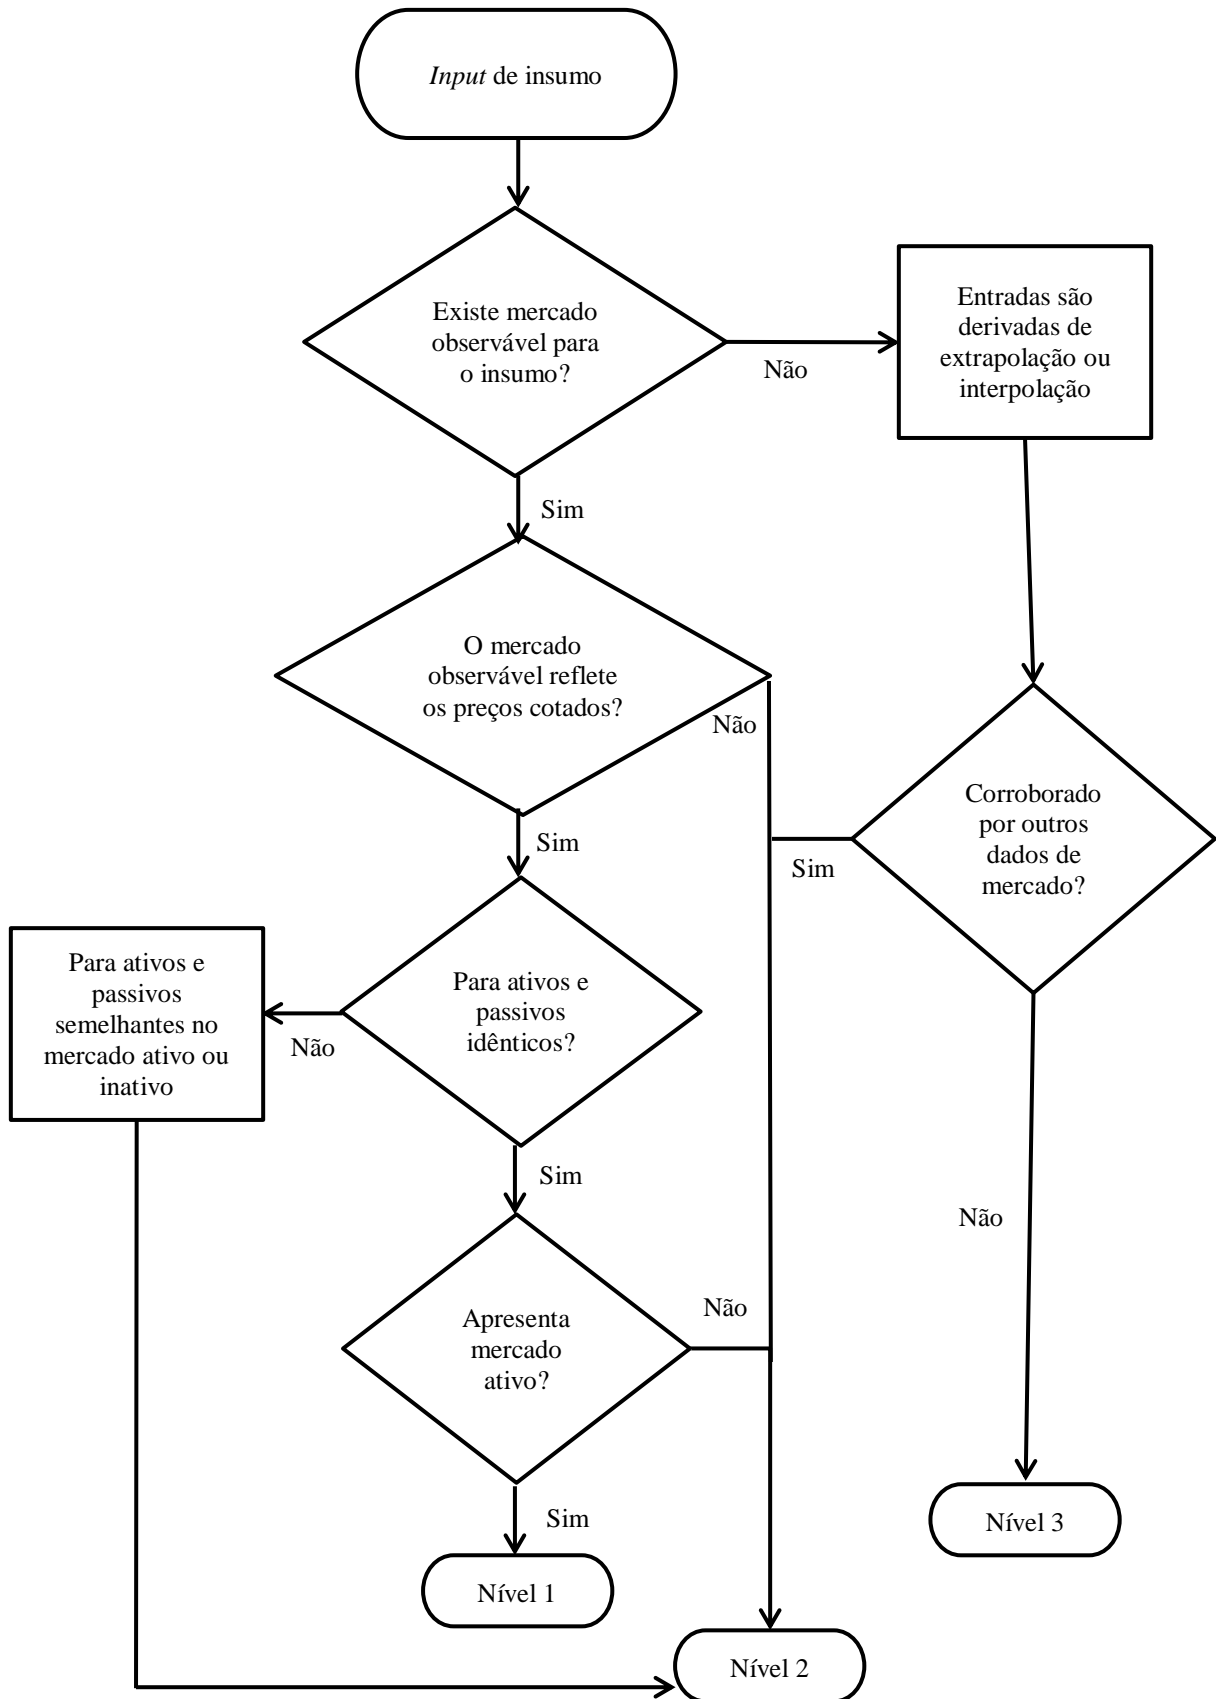 Input de insumo
Existe mercado
observável para
o insumo?
Não
Entradas são
derivadas de
extrapolação ou
interpolação
Sim
O mercado
observável reflete
os preços cotados?
Não
Sim
Corroborado
por outros
dados de
mercado?
Sim
Para ativos e
passivos
semelhantes no
mercado ativo ou
inativo
Não
Para ativos e
passivos
idênticos?
Sim
Não
Apresenta
mercado
ativo?
Não
Sim
Nível 1
Nível 2
Nível 3